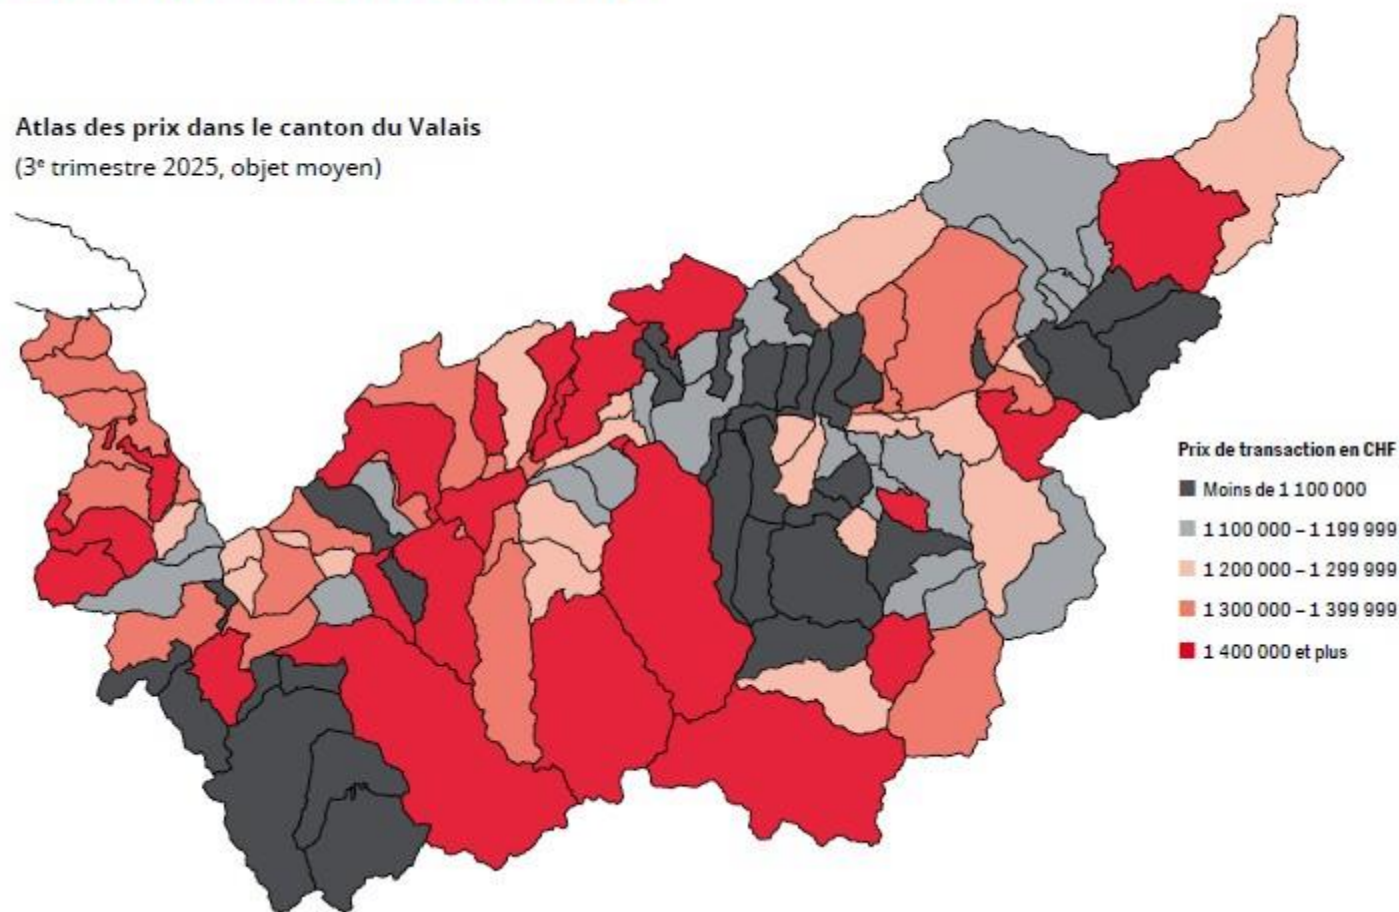 Atlas des prix dans le canton du Valais
(3e trimestre 2025, objet moyen)
Prix de transaction en CHF
Moins de 1 100 000
1 100 000 – 1 199 999
1 200 000 – 1 299 999
1 300 000 – 1 399 999
1 400 000 et plus